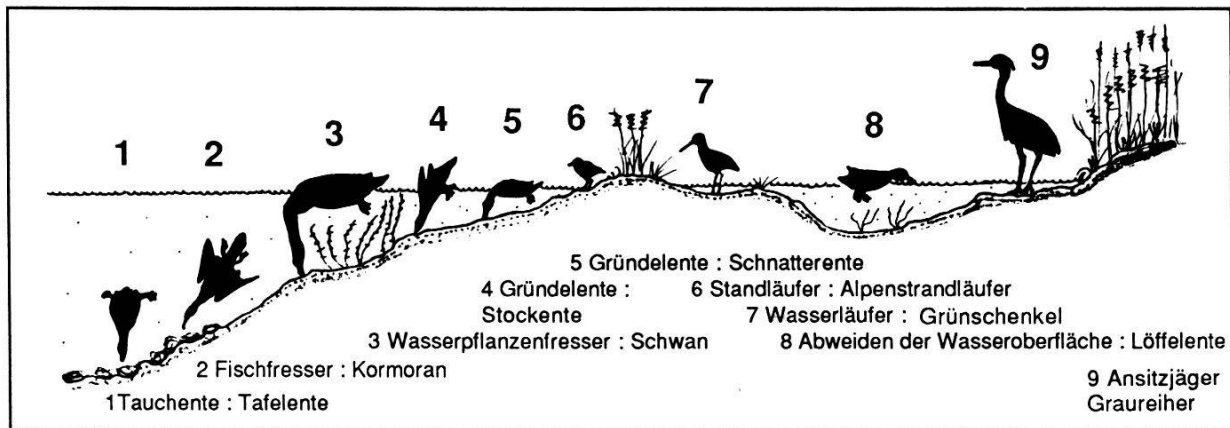 1
2
3
4
5
6
7
8
9
5 Gründelente : Schnatterente
4 Gründelente :
Stockente
6 Standläufer : Alpenstrandläufer
7 Wasserläufer : Grünschenkel
3 Wasserpflanzenfresser : Schwan
8 Abweiden der Wasseroberfläche : Löffelente
2 Fischfresser : Kormoran
1Tauchente : Tafelente
9 Ansitzjäger
Graureiher